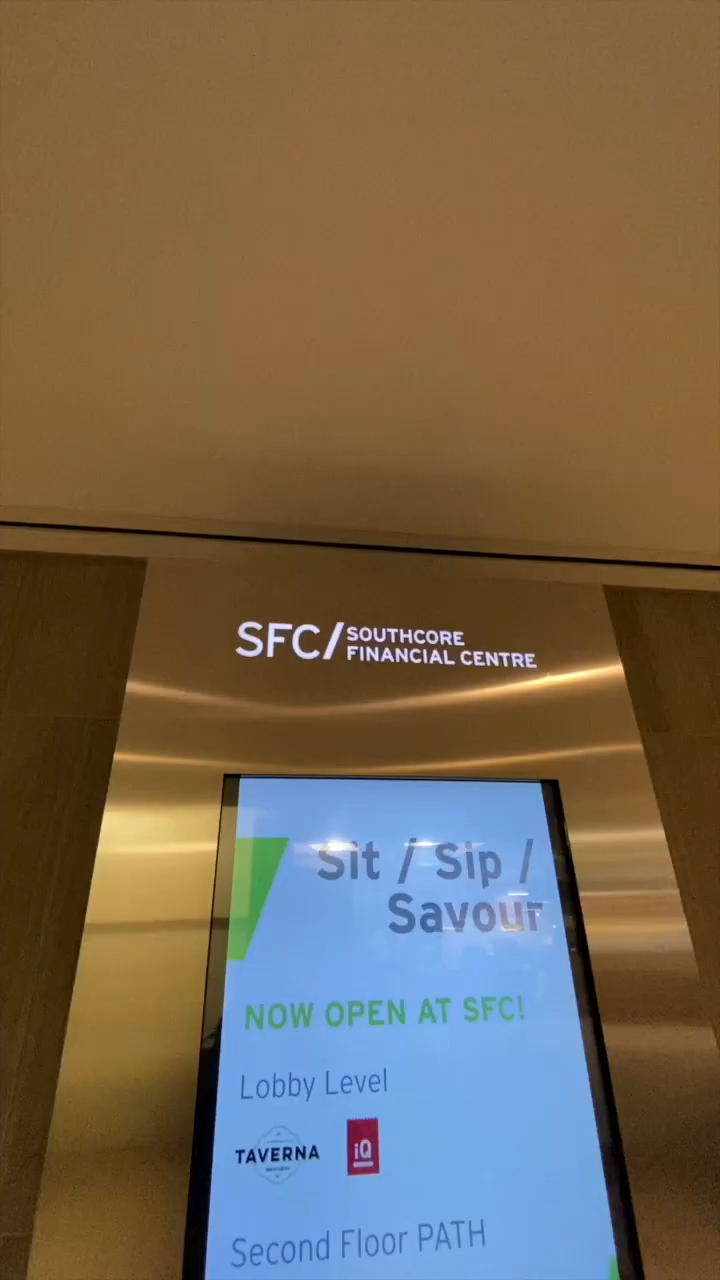 SFC/ SOUTHCORE
FINANCIAL CENTRE
Sit / Sip /
Savour
NOW OPEN AT SFC!
Lobby Level
TAVERNA
iQ
Second Floor PATH